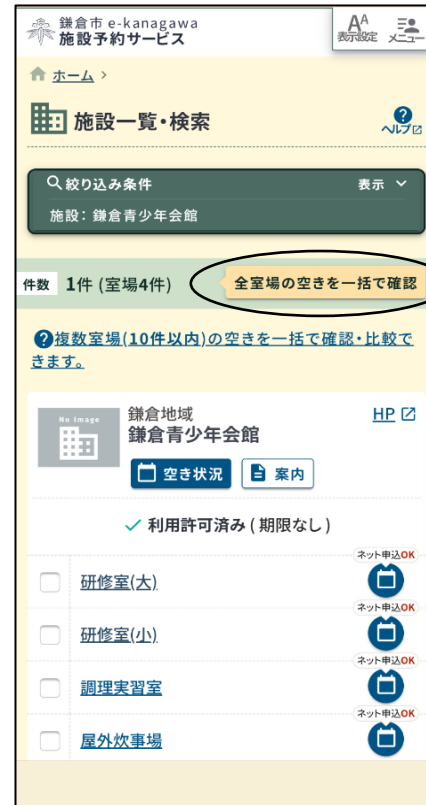 鎌倉市 e-kanagawa
施設予約サービス
AA
表示設定
メニュー
ホーム >
施設一覧・検索
?
ヘルプ
絞り込み条件
表示
施設：鎌倉青少年会館
件数 1件 (室場4件)
全室場の空きを一括で確認
?複数室場(10件以内)の空きを一括で確認・比較で
きます。
No Image
鎌倉地域
HP
鎌倉青少年会館
空き状況
案内
利用許可済み ( 期限なし )
ネット申込OK
研修室(大)
ネット申込OK
研修室(小)
ネット申込OK
調理実習室
ネット申込OK
屋外炊事場